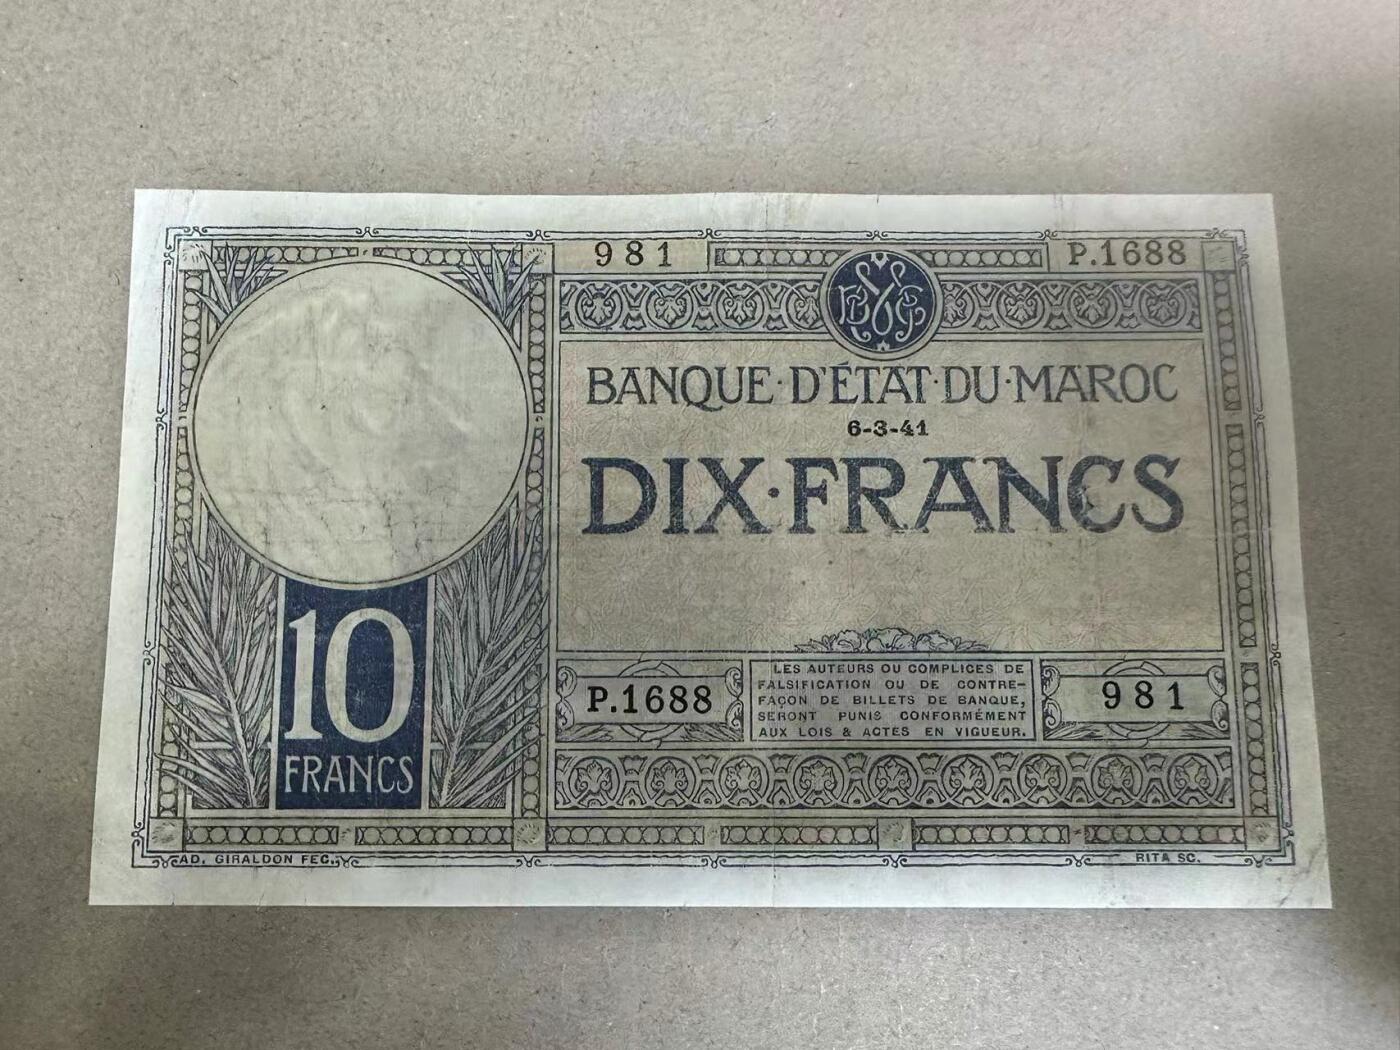 981
P.1688
BANQUE·D'ÉTAT·DU·MAROC
6-3-41
DIX·FRANCS
10
FRANCS
P.1688
LES AUTEURS OU COMPLICES DE
FALSIFICATION OU DE CONTRE-
FAÇON DE BILLETS DE BANQUE,
SERONT PUNIS CONFORMÉMENT
AUX LOIS & ACTES EN VIGUEUR.
981
AD. GIRALDON FEC.
RITA SC.